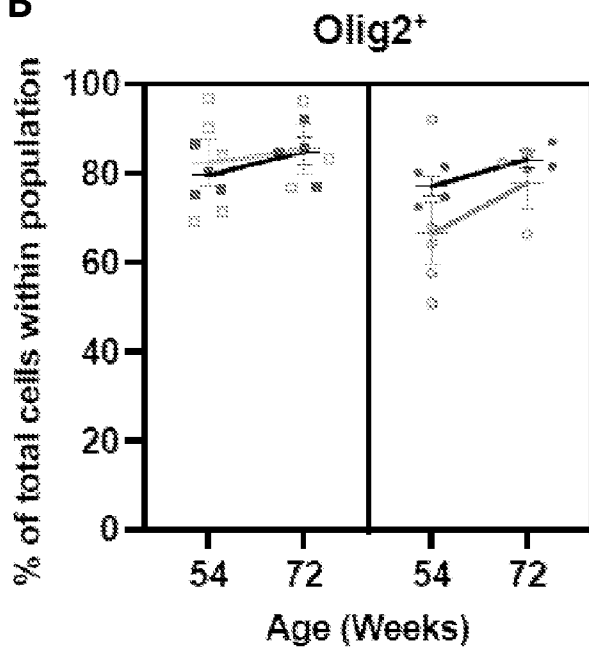 B
Olig2⁺
% of total cells within population
100
80
60
40
20
0
54 72 54 72
Age (Weeks)